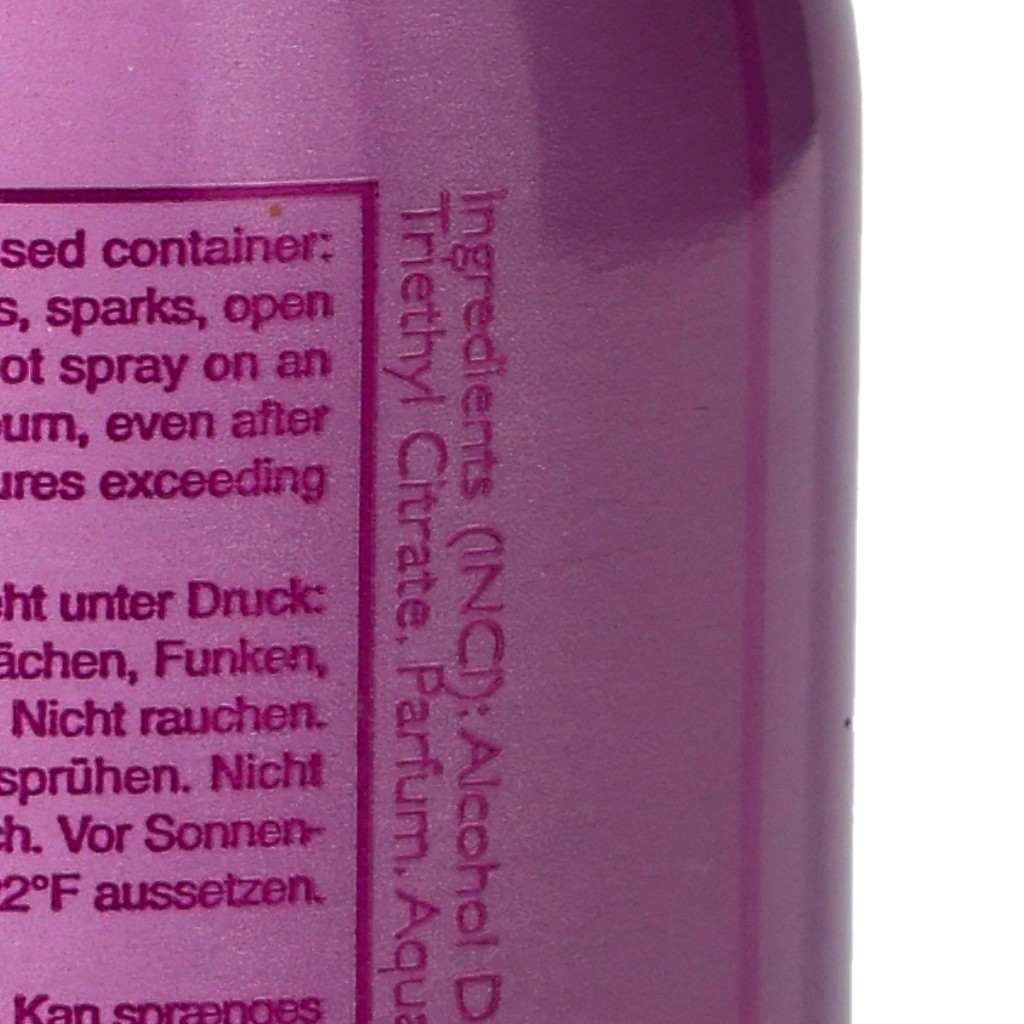 sed container:
s, sparks, open
ot spray on an
um, even after
ures exceeding
ht unter Druck:
ächen, Funken,
Nicht rauchen.
sprühen. Nicht
ch. Vor Sonnen-
2°F aussetzen.
Kan sprænges
Ingredients (INCI): Alcohol D
Triethyl Citrate, Parfum, Aqua